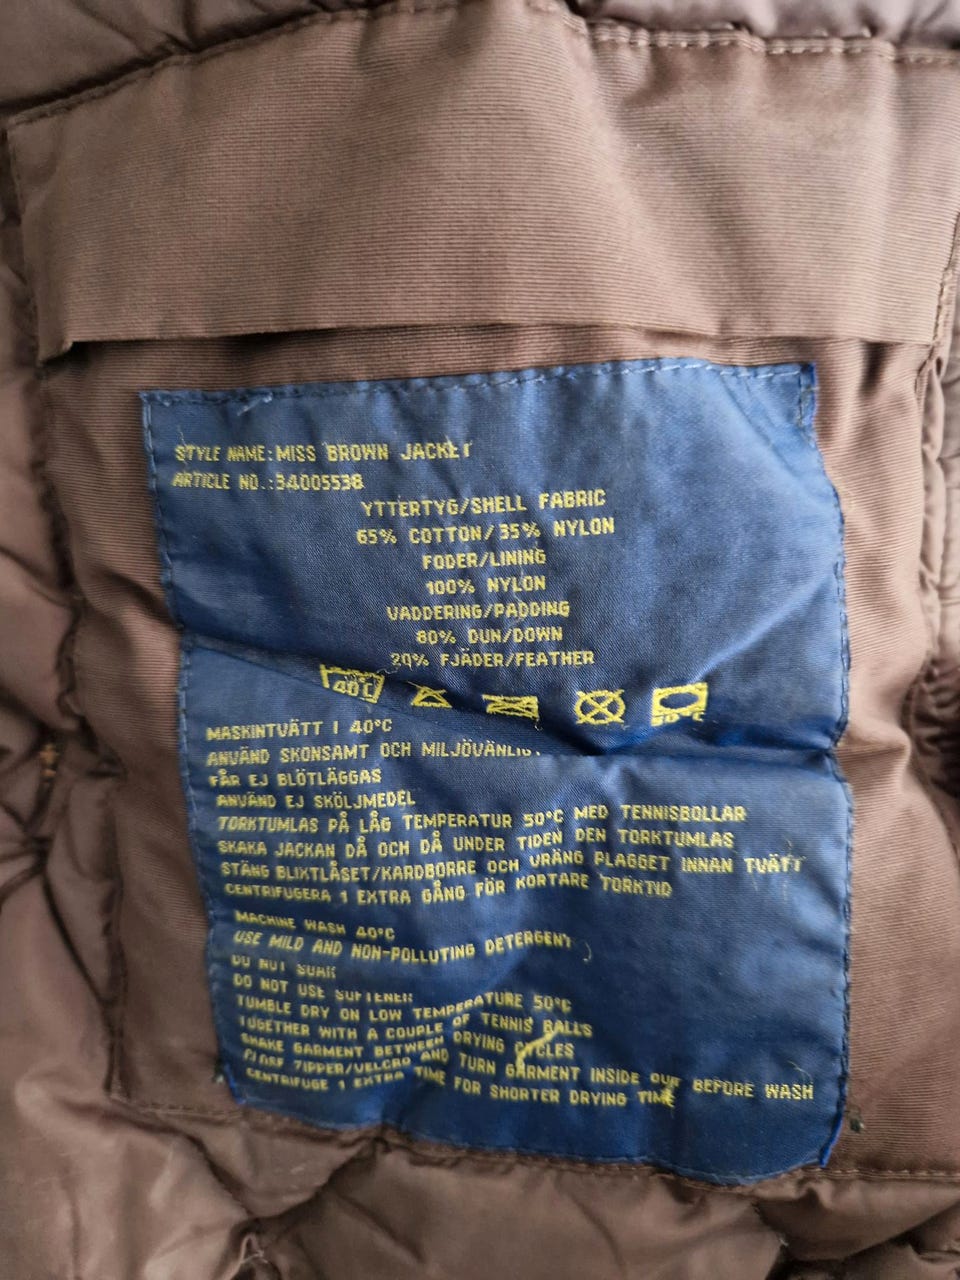 STYLE NAME: MISS BROWN JACKET
ARTICLE NO.: 34005538
YTTERTYG/SHELL FABRIC
65% COTTON/35% NYLON
FODER/LINING
100% NYLON
VADDERING/PADDING
80% DUN/DOWN
20% FJÄDER/FEATHER
40°C
MASKINTVÄTT I 40°C
ANVÄND SKONSAMT OCH
FÅR EJ BLÖTLÄGGAS
ANVÄND EJ SKÖLJMEDEL
TORKTUMLAS PÅ LÅG TEMPERATUR 50°C MED TENNISBOLLAR
SKAKA JACKAN DÅ OCH DÅ UNDER TIDEN DEN TORKTUMLAS
STÄNG BLIKTLÅSET/KARDBORRE OCH VRÄNG PLAGGET INNAN TVÄTT
CENTRIFUGERA 1 EXTRA GÅNG FÖR KORTARE TORKTID
MACHINE WASH 40°C
USE MILD AND NON-POLLUTING DETERGENT
DO NOT SOAK
DO NOT USE SOFTENER
TUMBLE DRY ON LOW TEMPERATURE 50°C
TOGETHER WITH A COUPLE OF TENNIS BALLS
SHAKE GARMENT BETWEEN DRYING CYCLES
CLOSE ZIPPER/VELCRO AND TURN GARMENT INSIDE OUT BEFORE WASH
CENTRIFUGE 1 EXTRA TIME FOR SHORTER DRYING TIME